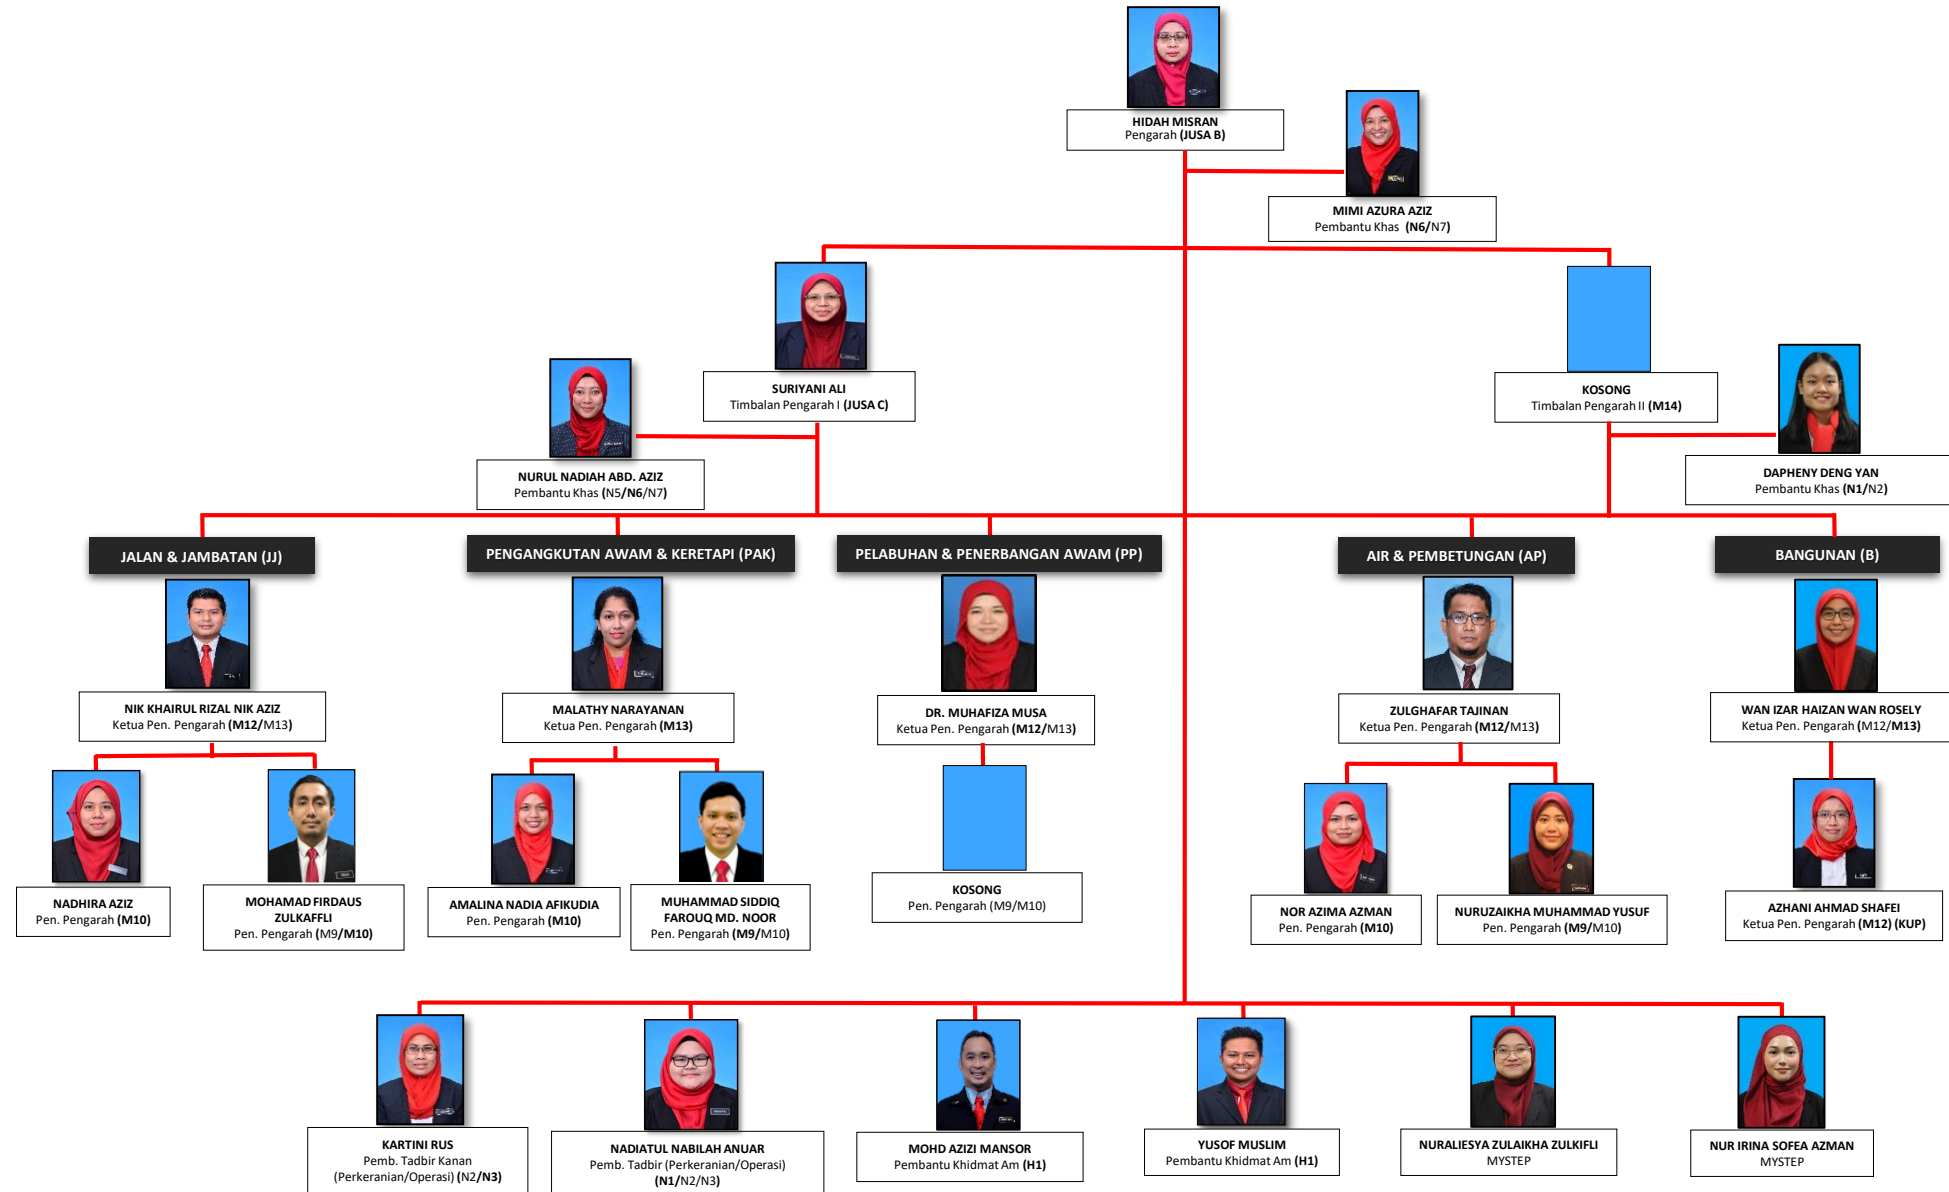 HIDAH MISRAN
Pengarah (JUSA B)
MIMI AZURA AZIZ
Pembantu Khas (N6/N7)
SURIYANI ALI
Timbalan Pengarah I (JUSA C)
KOSONG
Timbalan Pengarah II (M14)
NURUL NADIAH ABD. AZIZ
Pembantu Khas (N5/N6/N7)
DAPHENY DENG YAN
Pembantu Khas (N1/N2)
JALAN & JAMBATAN (JJ)
PENGANGKUTAN AWAM & KERETAPI (PAK)
PELABUHAN & PENERBANGAN AWAM (PP)
AIR & PEMBETUNGAN (AP)
BANGUNAN (B)
NIK KHAIRUL RIZAL NIK AZIZ
Ketua Pen. Pengarah (M12/M13)
MALATHY NARAYANAN
Ketua Pen. Pengarah (M13)
DR. MUHAFIZA MUSA
Ketua Pen. Pengarah (M12/M13)
ZULGHAFAR TAJINAN
Ketua Pen. Pengarah (M12/M13)
WAN IZAR HAIZAN WAN ROSELY
Ketua Pen. Pengarah (M12/M13)
NADHIRA AZIZ
Pen. Pengarah (M10)
MOHAMAD FIRDAUS
ZULKAFFLI
Pen. Pengarah (M9/M10)
AMALINA NADIA AFIKUDIA
Pen. Pengarah (M10)
MUHAMMAD SIDDIQ
FAROUQ MD. NOOR
Pen. Pengarah (M9/M10)
KOSONG
Pen. Pengarah (M9/M10)
NOR AZIMA AZMAN
Pen. Pengarah (M10)
NURUZAIKHA MUHAMMAD YUSUF
Pen. Pengarah (M9/M10)
AZHANI AHMAD SHAFEI
Ketua Pen. Pengarah (M12) (KUP)
KARTINI RUS
Pemb. Tadbir Kanan
(Perkeranian/Operasi) (N2/N3)
NADIATUL NABILAH ANUAR
Pemb. Tadbir (Perkeranian/Operasi)
(N1/N2/N3)
MOHD AZIZI MANSOR
Pembantu Khidmat Am (H1)
YUSOF MUSLIM
Pembantu Khidmat Am (H1)
NURALIESYA ZULAIKHA ZULKIFLI
MYSTEP
NUR IRINA SOFEA AZMAN
MYSTEP